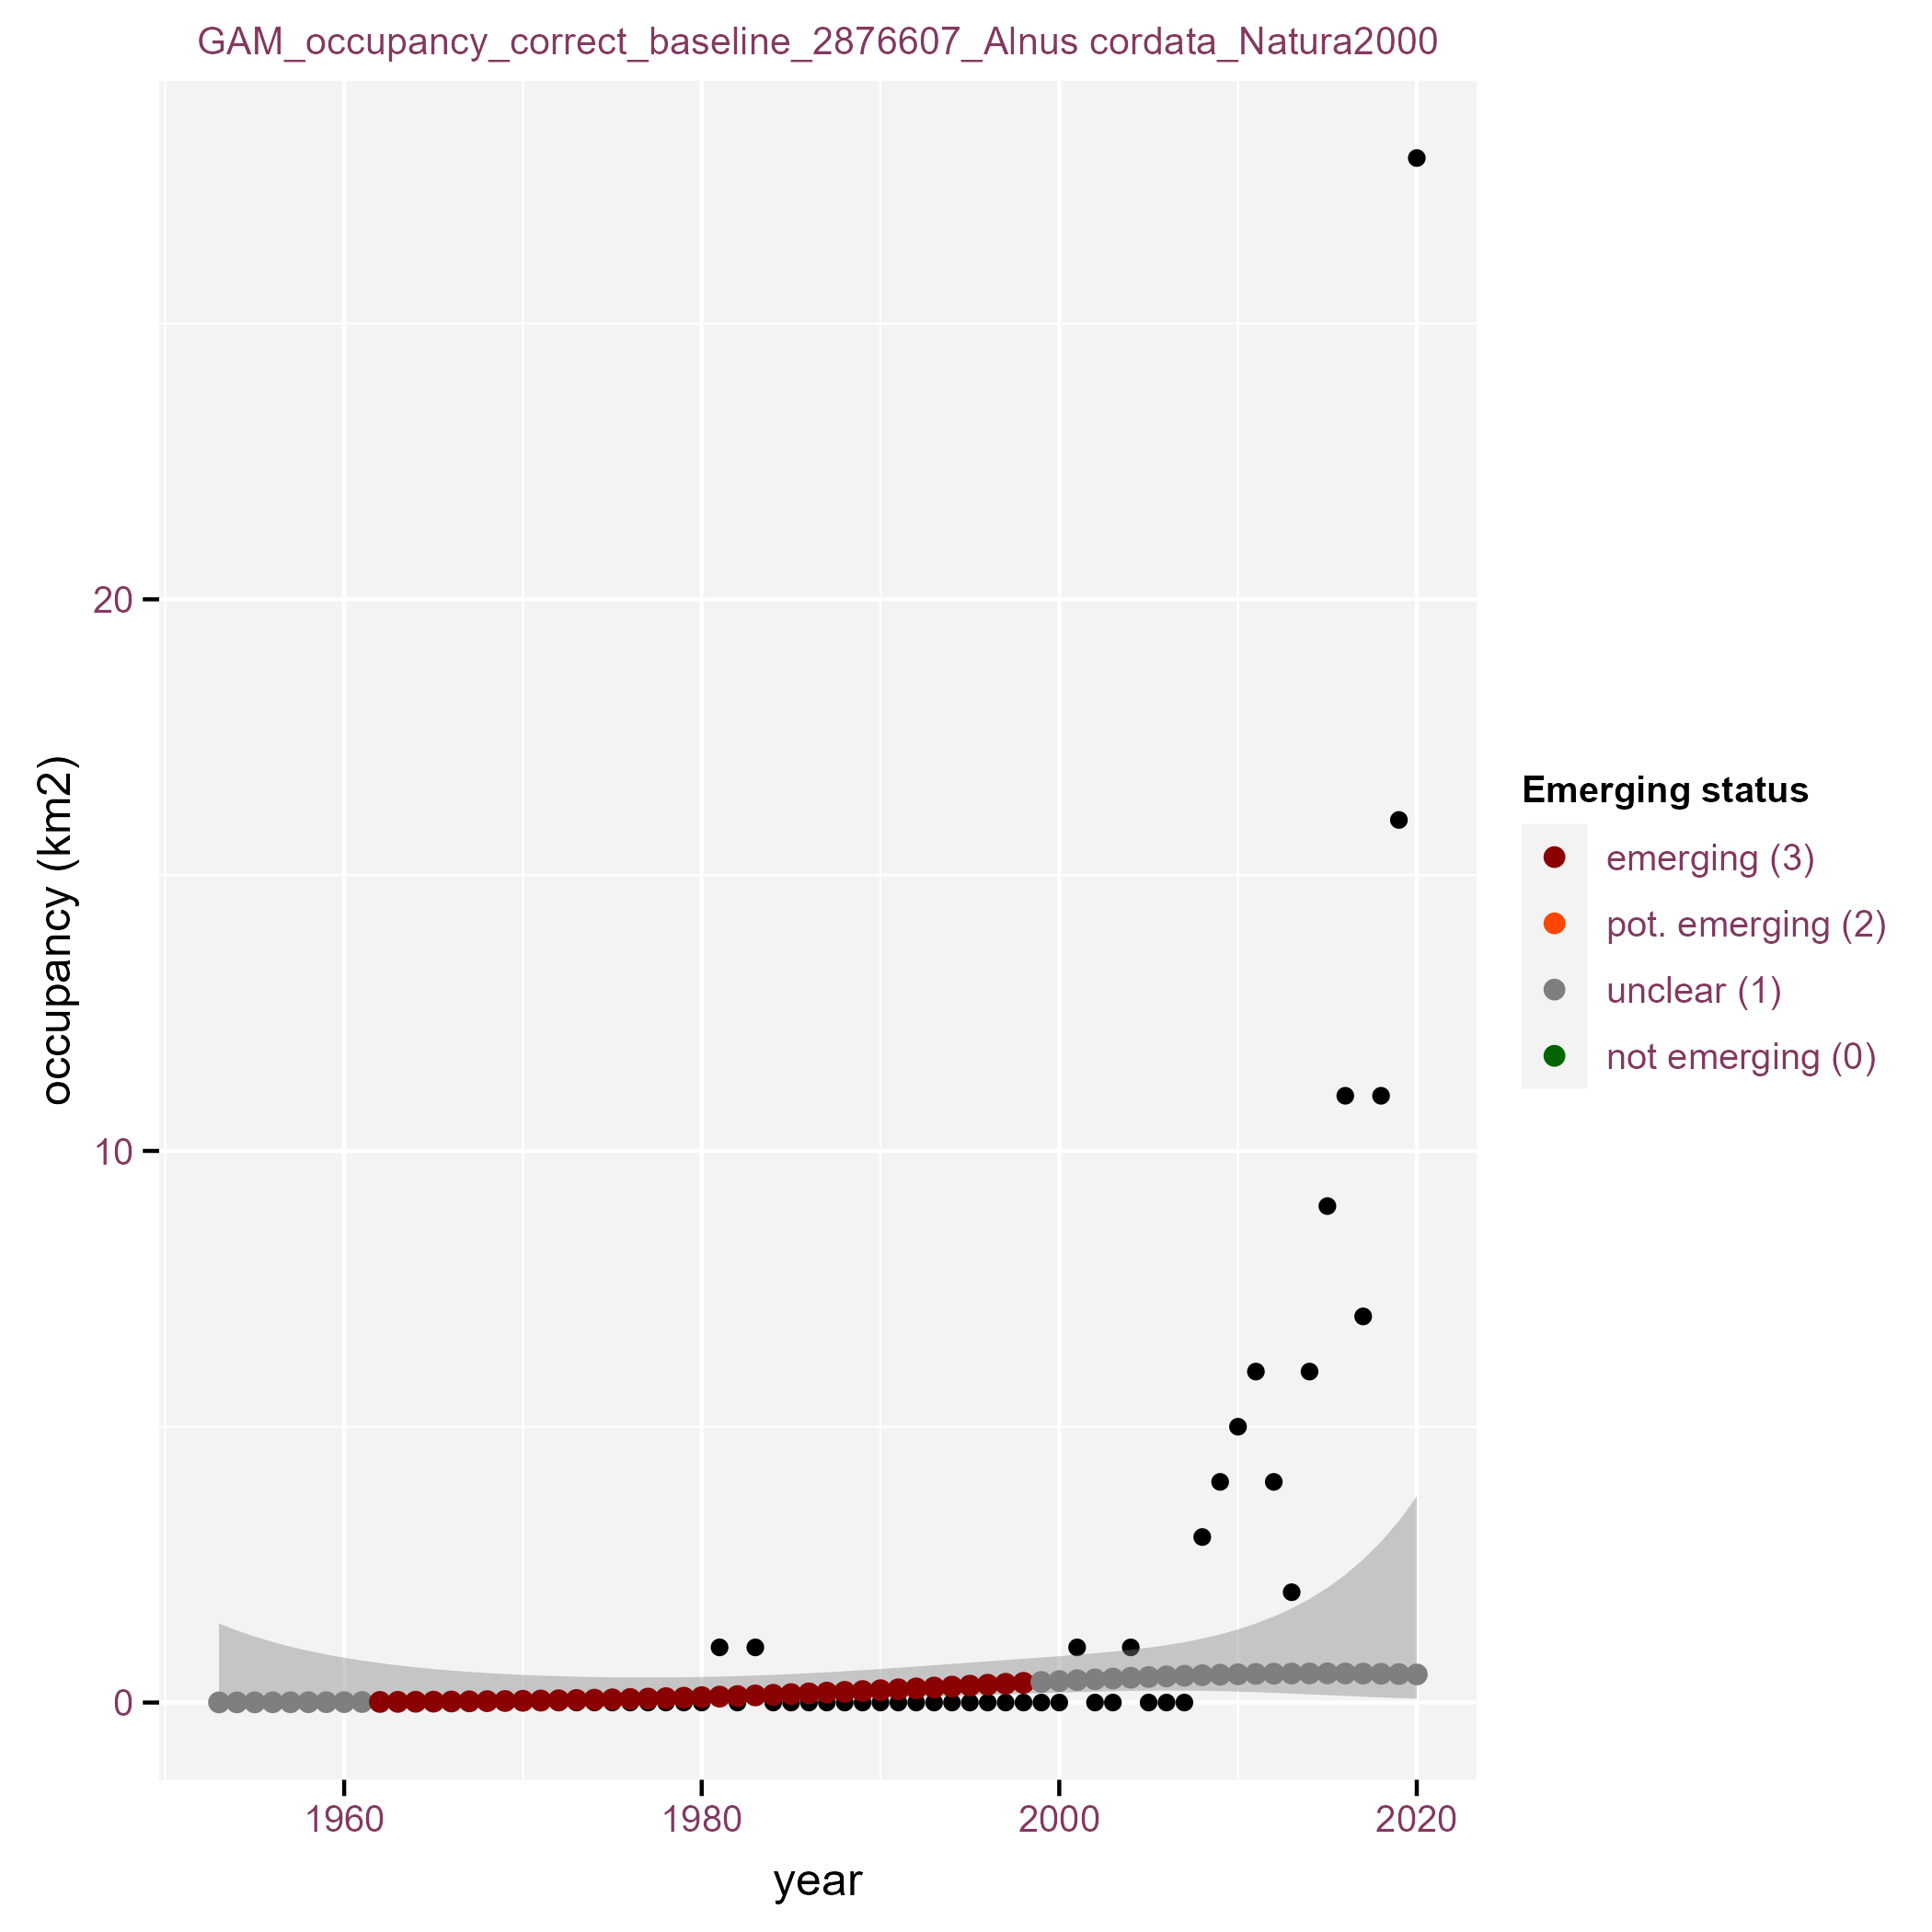 GAM_occupancy_correct_baseline_2876607_Alnus cordata_Natura2000
occupancy (km2)
20
10
0
1960
1980
2000
2020
year
Emerging status
emerging (3)
pot. emerging (2)
unclear (1)
not emerging (0)